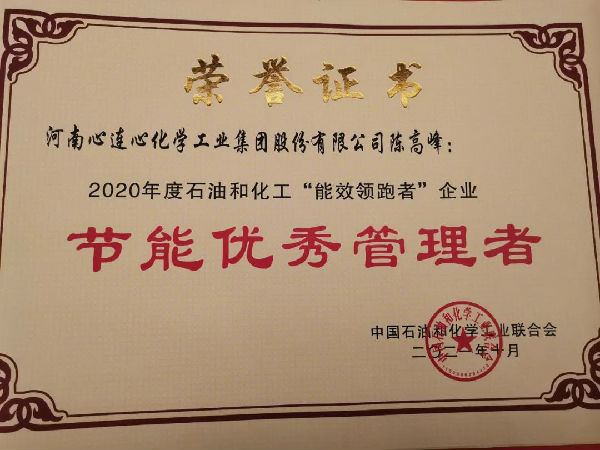 荣誉证书
河南心连心化学工业集团股份有限公司陈高峰：
2020年度石油和化工“能效领跑者”企业
节能优秀管理者
中国石油和化学工业联合会
二〇二一年十月